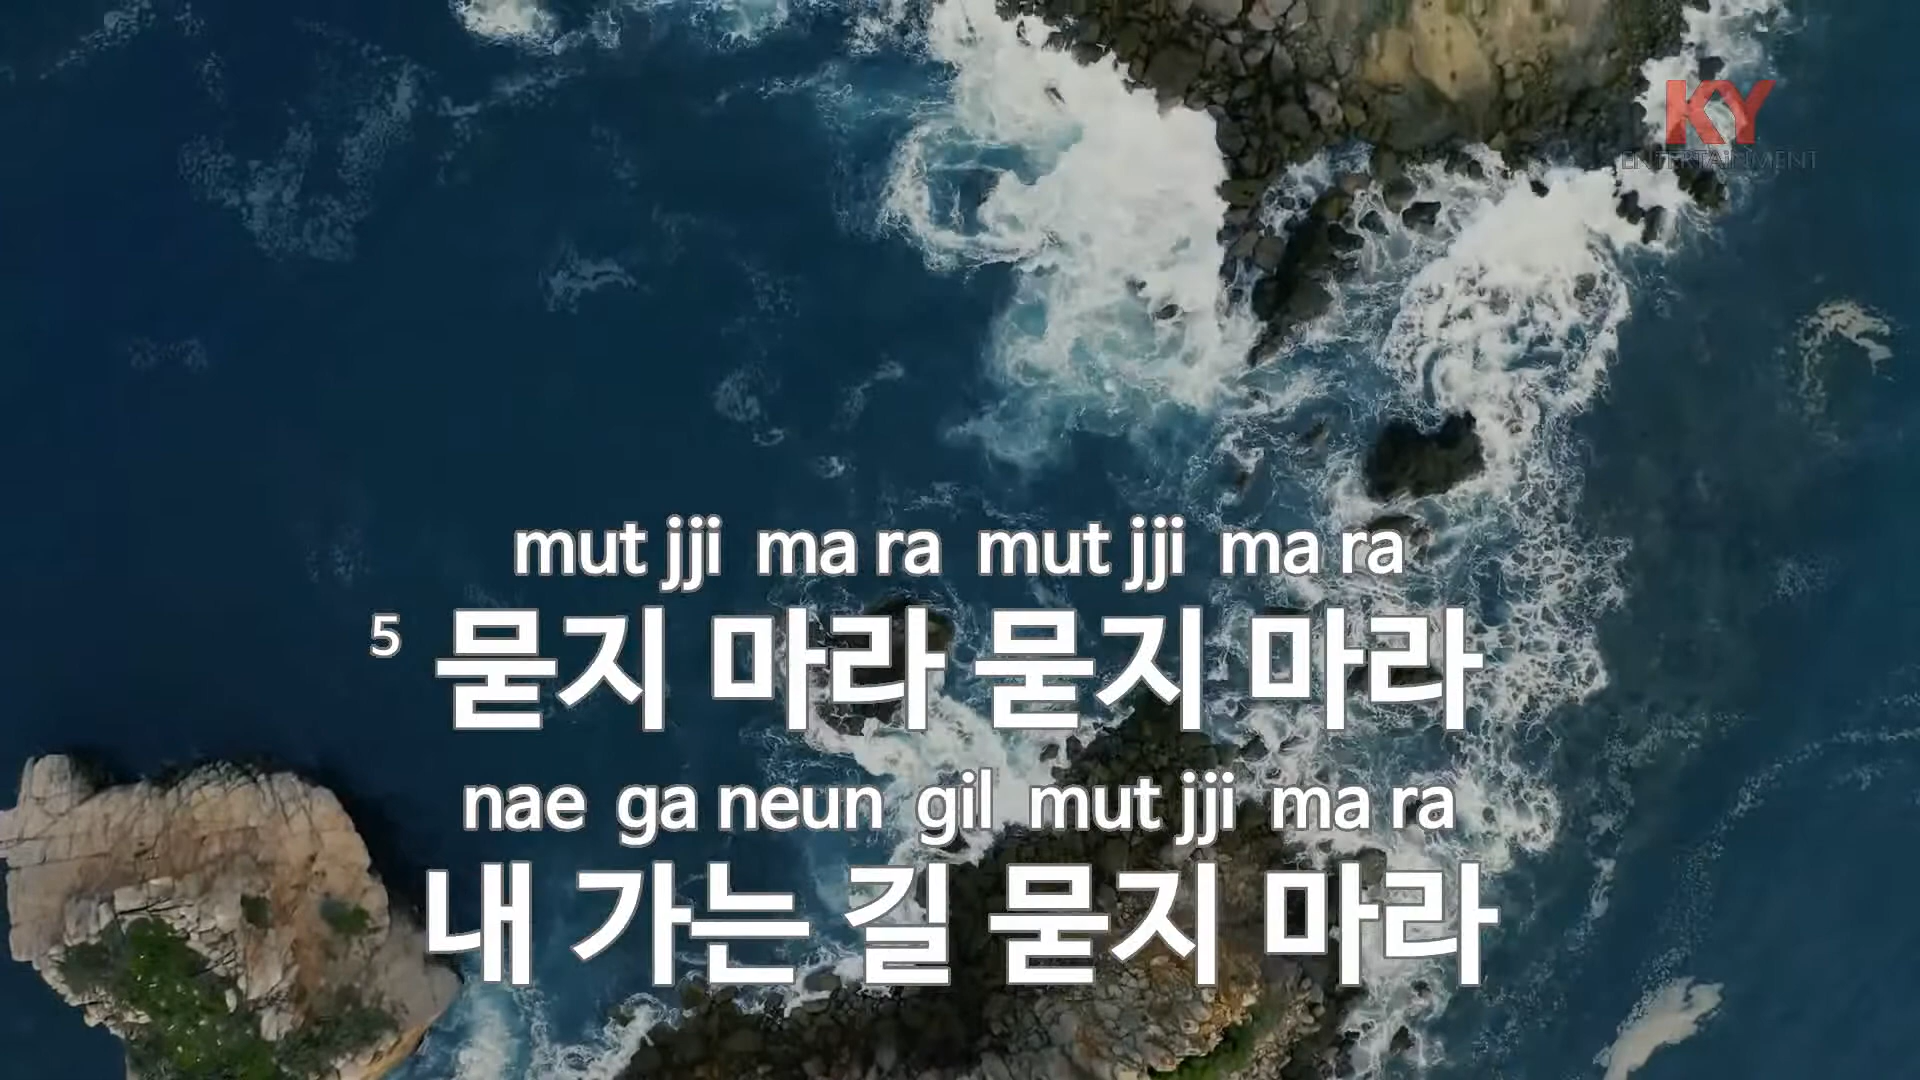 KY
ENTERTAINMENT
mut jji ma ra mut jji ma ra
5 묻지 마라 묻지 마라
nae ga neun gil mut jji ma ra
내 가는 길 묻지 마라